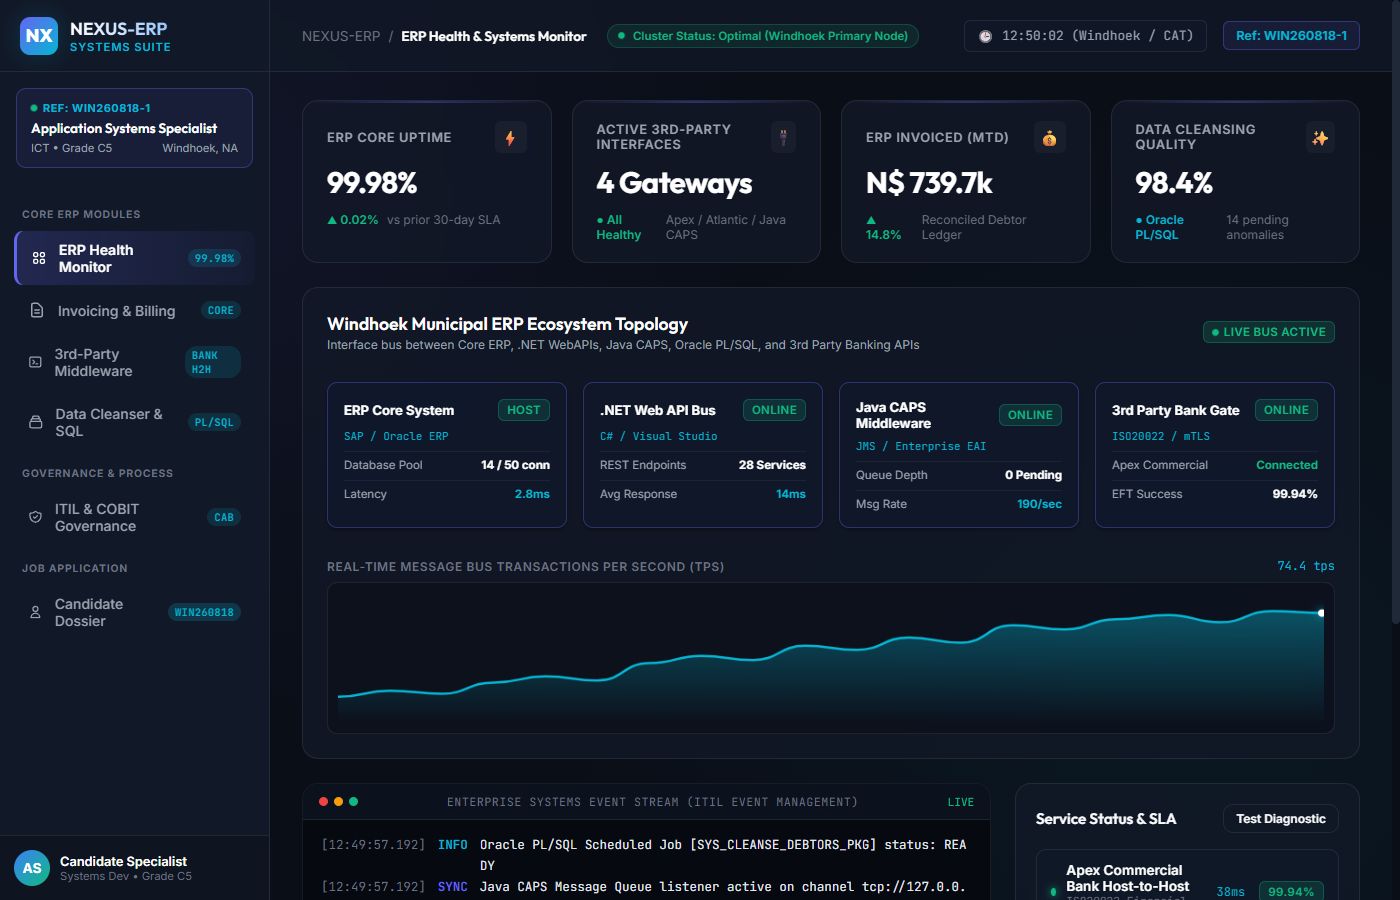 NX
NEXUS-ERP
SYSTEMS SUITE
REF: WIN260818-1
Application Systems Specialist
ICT • Grade C5
Windhoek, NA
CORE ERP MODULES
ERP Health
Monitor
99.98%
Invoicing & Billing
CORE
3rd-Party
Middleware
BANK
H2H
Data Cleanser &
SQL
PL/SQL
GOVERNANCE & PROCESS
ITIL & COBIT
Governance
CAB
JOB APPLICATION
Candidate
Dossier
WIN260818
AS
Candidate Specialist
Systems Dev • Grade C5
NEXUS-ERP / ERP Health & Systems Monitor
Cluster Status: Optimal (Windhoek Primary Node)
12:50:02 (Windhoek / CAT)
Ref: WIN260818-1
ERP CORE UPTIME
99.98%
▲ 0.02% vs prior 30-day SLA
ACTIVE 3RD-PARTY
INTERFACES
4 Gateways
● All
Healthy
Apex / Atlantic / Java
CAPS
ERP INVOICED (MTD)
N$ 739.7k
▲
14.8%
Reconciled Debtor
Ledger
DATA CLEANSING
QUALITY
98.4%
● Oracle
PL/SQL
14 pending
anomalies
Windhoek Municipal ERP Ecosystem Topology
Interface bus between Core ERP, .NET WebAPIs, Java CAPS, Oracle PL/SQL, and 3rd Party Banking APIs
LIVE BUS ACTIVE
ERP Core System
HOST
SAP / Oracle ERP
Database Pool
14 / 50 conn
Latency
2.8ms
.NET Web API Bus
ONLINE
C# / Visual Studio
REST Endpoints
28 Services
Avg Response
14ms
Java CAPS
Middleware
ONLINE
JMS / Enterprise EAI
Queue Depth
0 Pending
Msg Rate
190/sec
3rd Party Bank Gate
ONLINE
ISO20022 / mTLS
Apex Commercial
Connected
EFT Success
99.94%
REAL-TIME MESSAGE BUS TRANSACTIONS PER SECOND (TPS)
74.4 tps
ENTERPRISE SYSTEMS EVENT STREAM (ITIL EVENT MANAGEMENT)
LIVE
[12:49:57.192] INFO Oracle PL/SQL Scheduled Job [SYS_CLEANSE_DEBTORS_PKG] status: REA
DY
[12:49:57.192] SYNC Java CAPS Message Queue listener active on channel tcp://127.0.0.
Service Status & SLA
Test Diagnostic
Apex Commercial
Bank Host-to-Host
38ms
99.94%